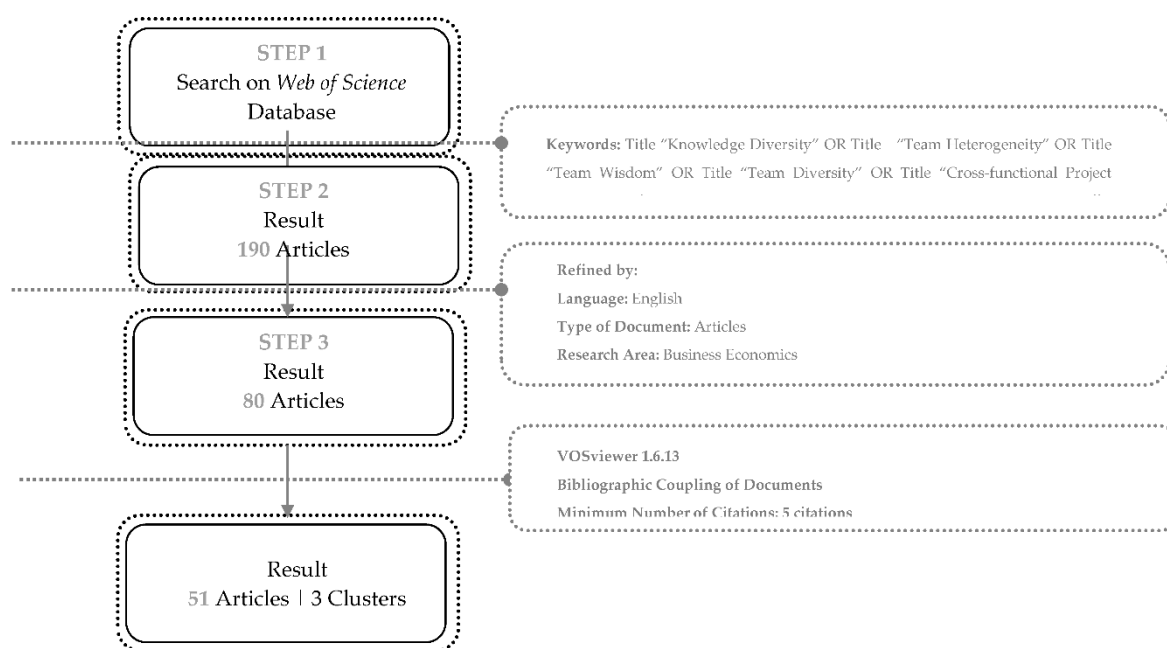 STEP 1
Search on Web of Science
Database
Keywords: Title “Knowledge Diversity” OR Title “Team Heterogeneity” OR Title
“Team Wisdom” OR Title “Team Diversity” OR Title “Cross-functional Project
STEP 2
Result
190 Articles
Refined by:
Language: English
Type of Document: Articles
Research Area: Business Economics
STEP 3
Result
80 Articles
VOSviewer 1.6.13
Bibliographic Coupling of Documents
Minimum Number of Citations: 5 citations
Result
51 Articles | 3 Clusters